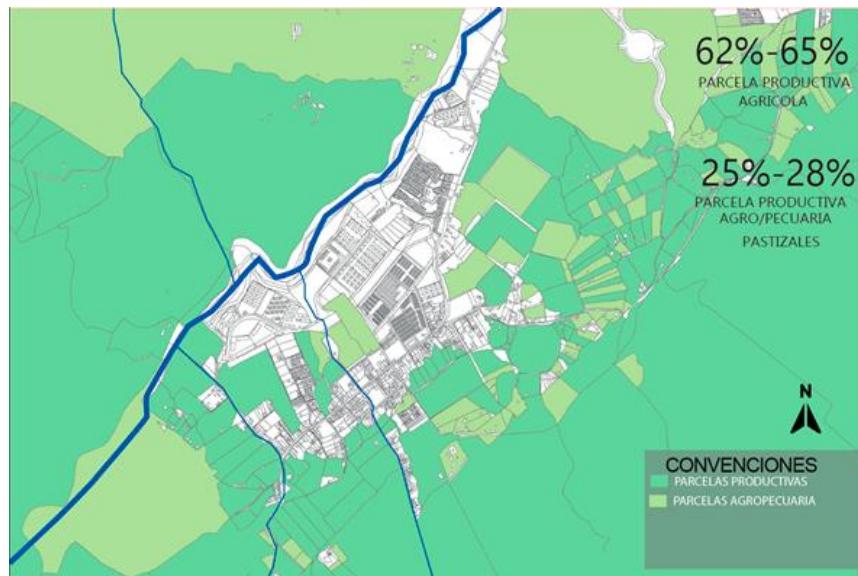 62%-65%
PARCELA PRODUCTIVA
AGRICOLA
25%-28%
PARCELA PRODUCTIVA
AGRO/PECUARIA
PASTIZALES
N
CONVENCIONES
PARCELAS PRODUCTIVAS
PARCELAS AGROPECUARIA